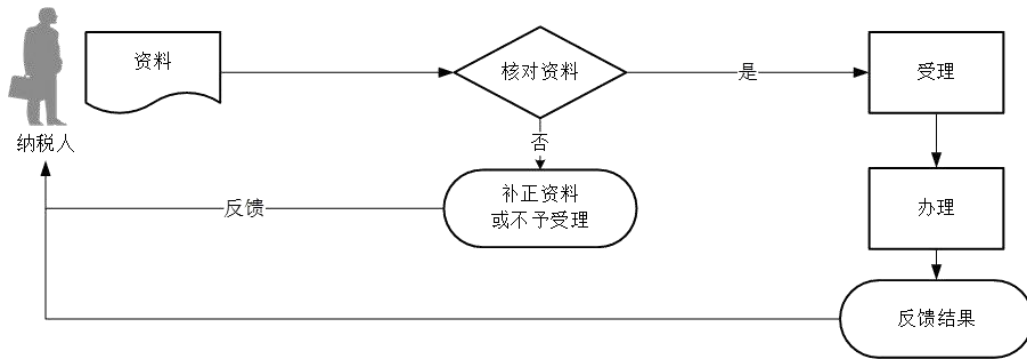 资料
核对资料
是
受理
纳税人
否
补正资料
或不予受理
反馈
办理
反馈结果